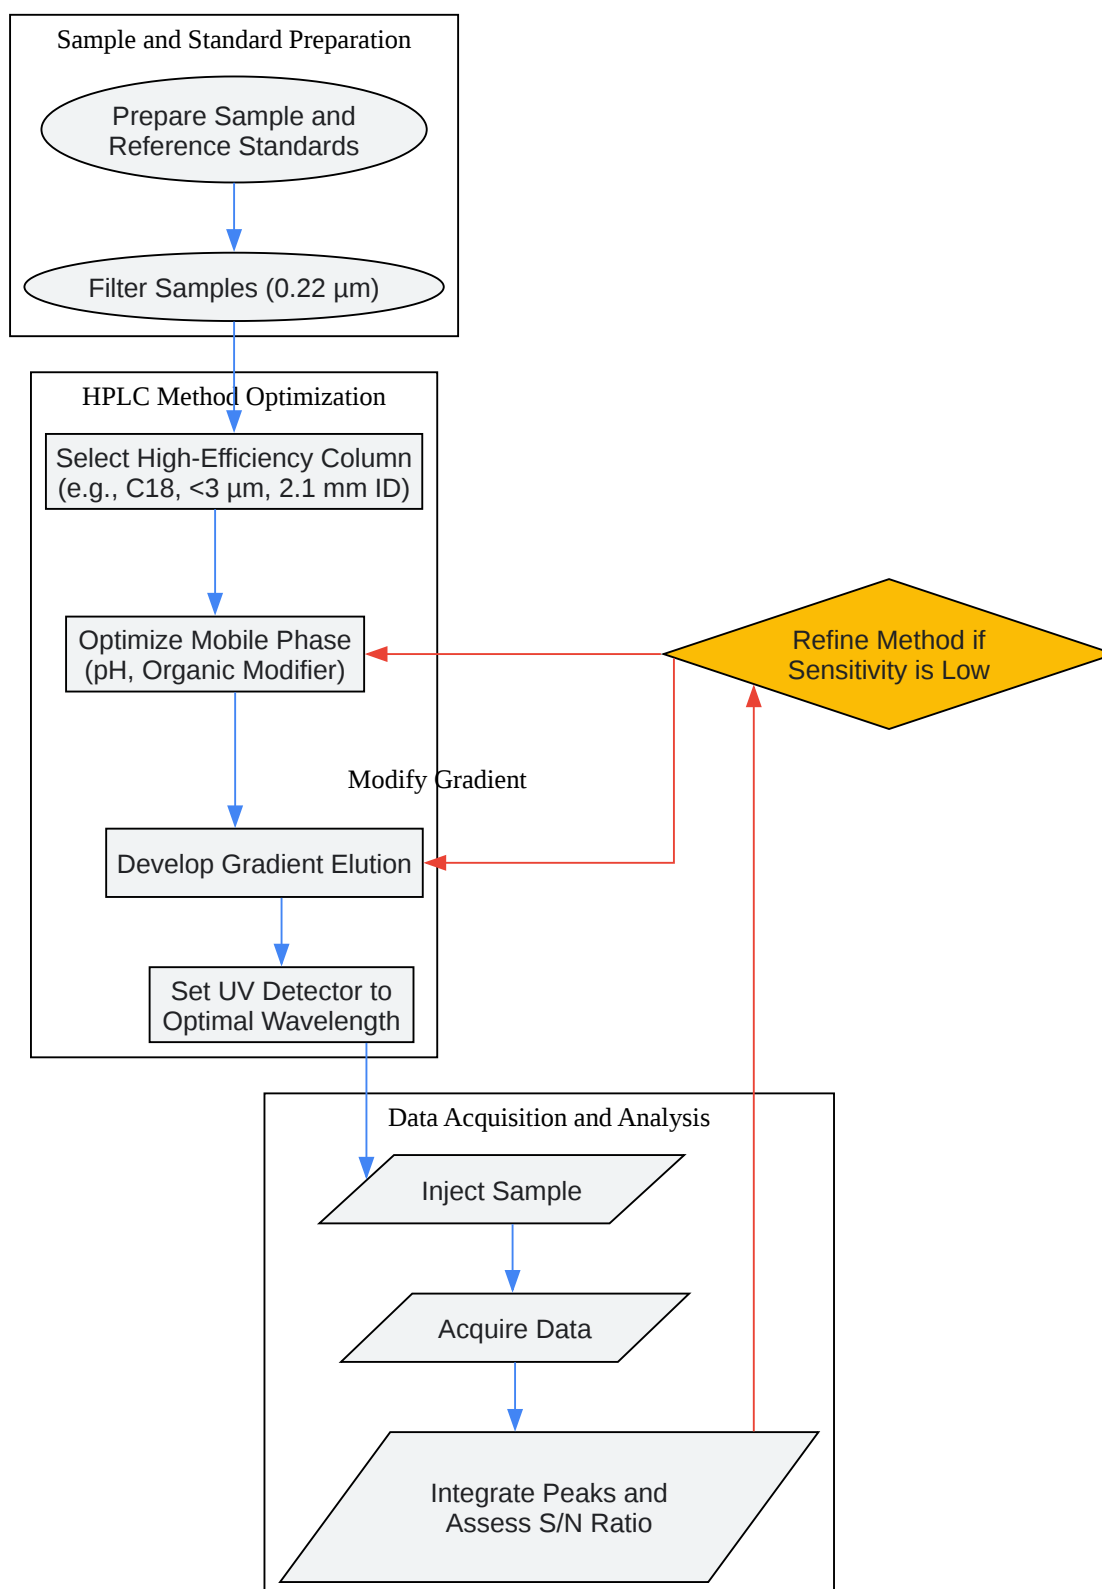 Sample and Standard Preparation
Prepare Sample and
Reference Standards
Filter Samples (0.22 µm)
HPLC Method Optimization
Select High-Efficiency Column
(e.g., C18, <3 µm, 2.1 mm ID)
Optimize Mobile Phase
(pH, Organic Modifier)
Refine Method if
Sensitivity is Low
Modify Gradient
Develop Gradient Elution
Set UV Detector to
Optimal Wavelength
Data Acquisition and Analysis
Inject Sample
Acquire Data
Integrate Peaks and
Assess S/N Ratio